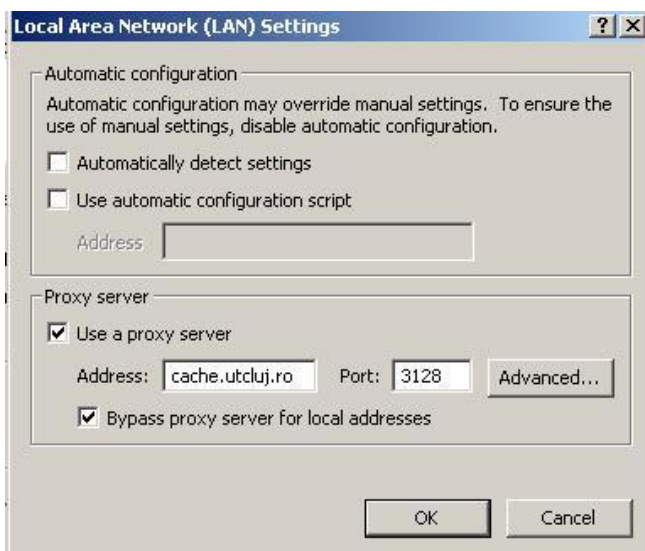 Local Area Network (LAN) Settings
Automatic configuration
Automatic configuration may override manual settings. To ensure the
use of manual settings, disable automatic configuration.
Automatically detect settings
Use automatic configuration script
Address
Proxy server
Use a proxy server
Address: cache.utcluj.ro Port: 3128 Advanced...
Bypass proxy server for local addresses
OK Cancel